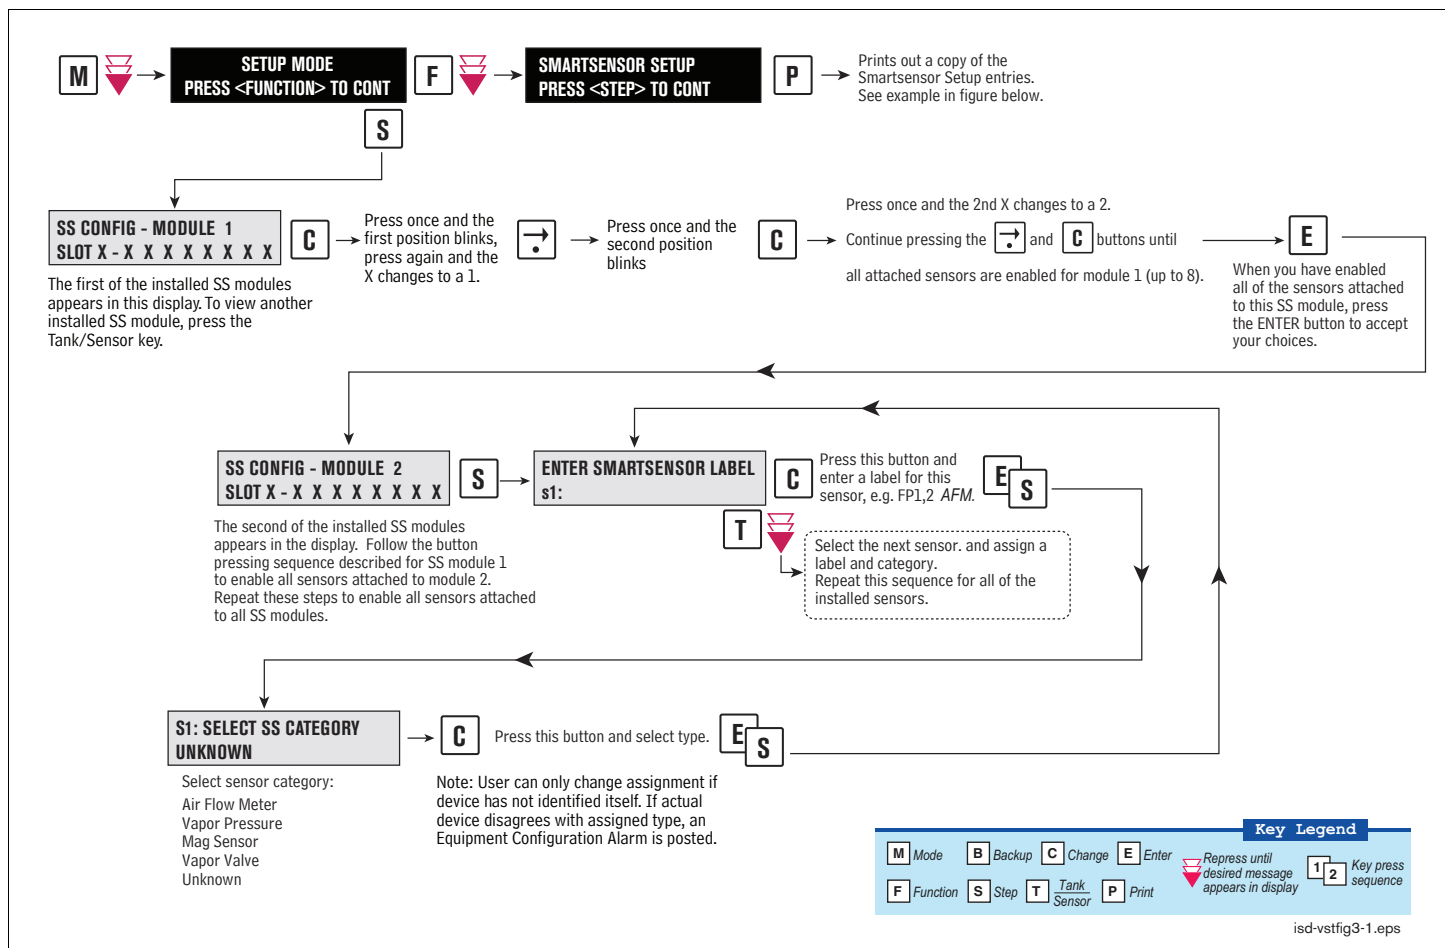 M
SETUP MODE
PRESS <FUNCTION> TO CONT
F
SMARTSENSOR SETUP
PRESS <STEP> TO CONT
P
Prints out a copy of the
Smartsensor Setup entries.
See example in figure below.
S
SS CONFIG - MODULE 1
SLOT X - X X X X X X X X
C
Press once and the
first position blinks,
press again and the
X changes to a 1.
Press once and the
second position
blinks
C
Press once and the 2nd X changes to a 2.
Continue pressing the and C buttons until
all attached sensors are enabled for module 1 (up to 8).
E
When you have enabled
all of the sensors attached
to this SS module, press
the ENTER button to accept
your choices.
The first of the installed SS modules
appears in this display. To view another
installed SS module, press the
Tank/Sensor key.
SS CONFIG - MODULE 2
SLOT X - X X X X X X X X
S
ENTER SMARTSENSOR LABEL
s1:
C
Press this button and
enter a label for this
sensor, e.g. FP1,2 AFM.
E
S
The second of the installed SS modules
appears in the display. Follow the button
pressing sequence described for SS module 1
to enable all sensors attached to module 2.
Repeat these steps to enable all sensors attached
to all SS modules.
T
Select the next sensor. and assign a
label and category.
Repeat this sequence for all of the
installed sensors.
S1: SELECT SS CATEGORY
UNKNOWN
C
Press this button and select type.
E
S
Select sensor category:
Air Flow Meter
Vapor Pressure
Mag Sensor
Vapor Valve
Unknown
Note: User can only change assignment if
device has not identified itself. If actual
device disagrees with assigned type, an
Equipment Configuration Alarm is posted.
Key Legend
M Mode B Backup C Change E Enter
F Function S Step T Tank
Sensor P Print
Repress until
desired message
appears in display
1 2 Key press
sequence
isd-vstfig3-1.eps